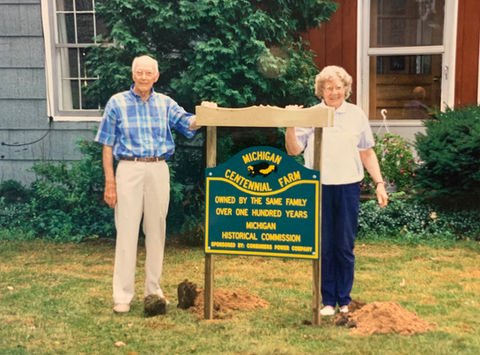 MICHIGAN
CENTENNIAL FARM
OWNED BY THE SAME FAMILY
OVER ONE HUNDRED YEARS
MICHIGAN
HISTORICAL COMMISSION
SPONSORED BY: CONSUMERS POWER COMPANY